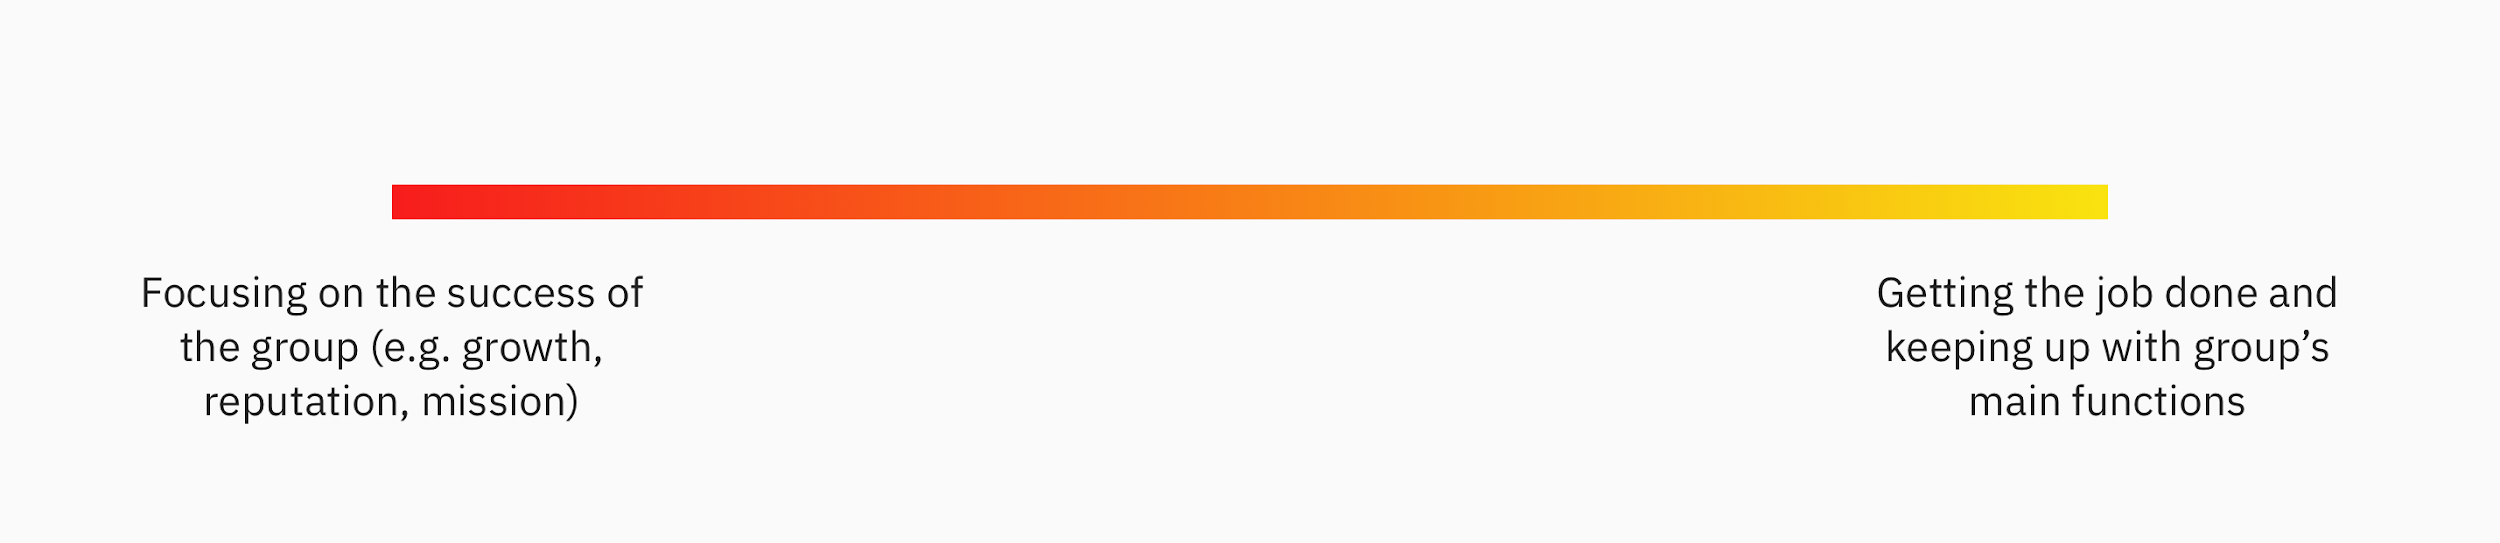 Focusing on the success of
the group (e.g. growth,
reputation, mission)
Getting the job done and
keeping up with group’s
main functions